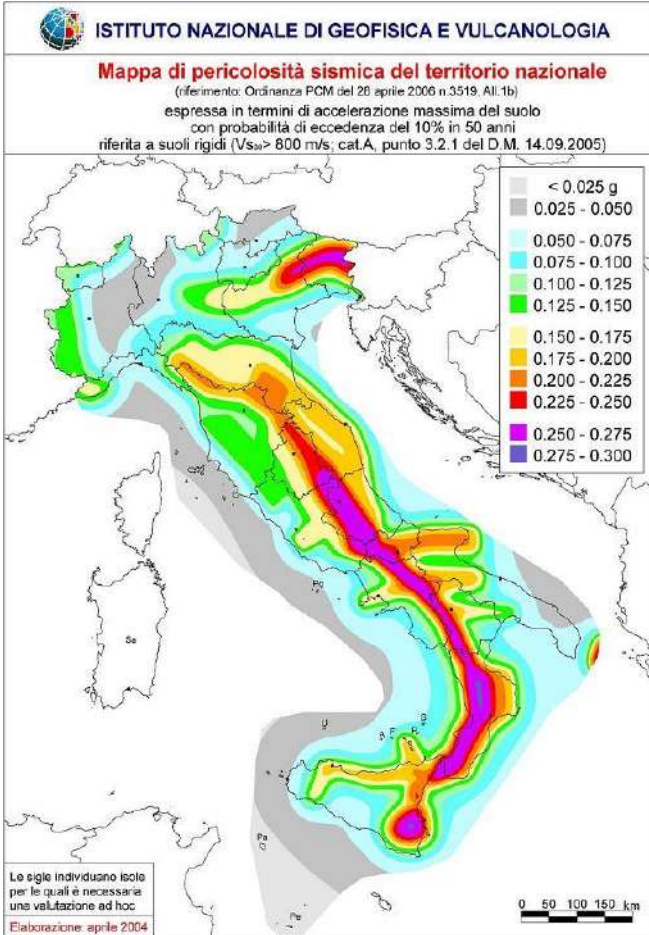 ISTITUTO NAZIONALE DI GEOFISICA E VULCANOLOGIA
Mappa di pericolosità sismica del territorio nazionale
(riferimento: Ordinanza PCM del 28 aprile 2006 n.3519, All.1b)
espressa in termini di accelerazione massima del suolo
con probabilità di eccedenza del 10% in 50 anni
riferita a suoli rigidi (Vs₃₀> 800 m/s; cat.A, punto 3.2.1 del D.M. 14.09.2005)
< 0.025 g
0.025 - 0.050
0.050 - 0.075
0.075 - 0.100
0.100 - 0.125
0.125 - 0.150
0.150 - 0.175
0.175 - 0.200
0.200 - 0.225
0.225 - 0.250
0.250 - 0.275
0.275 - 0.300
Sa
U
Pa
Pe
Le sigle individuano isole
per le quali è necessaria
una valutazione ad hoc
Elaborazione: aprile 2004
0 50 100 150 km